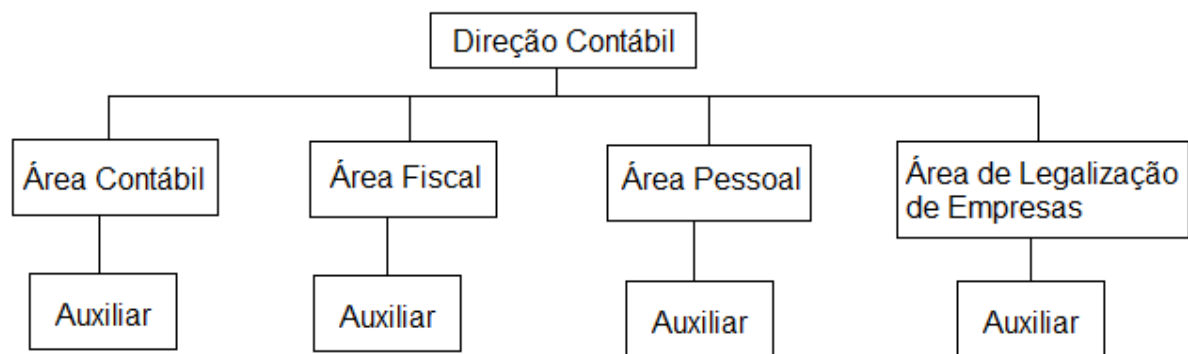 Direção Contábil
Área Contábil
Área Fiscal
Área Pessoal
Área de Legalização
de Empresas
Auxiliar
Auxiliar
Auxiliar
Auxiliar